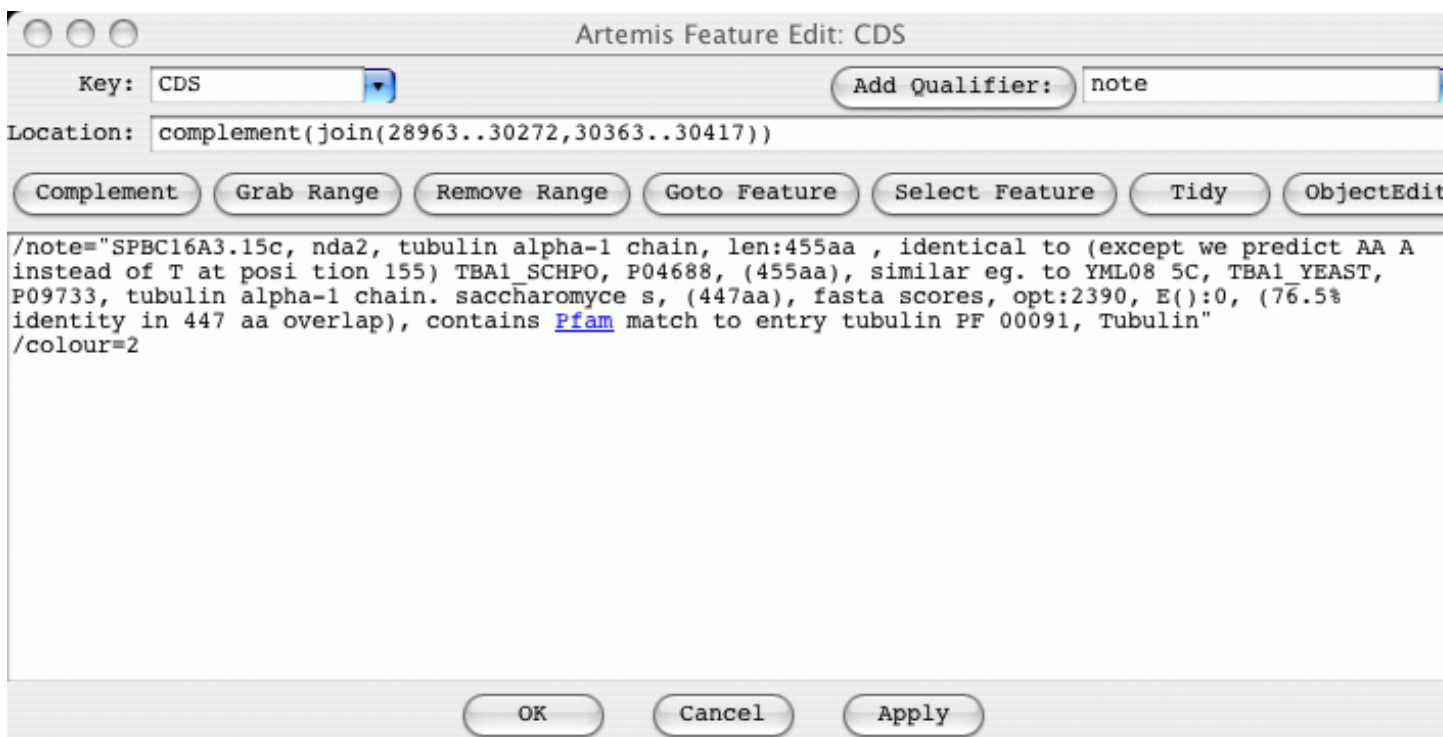 Artemis Feature Edit: CDS
Key: CDS Add Qualifier: note
Location: complement(join(28963..30272,30363..30417))
Complement Grab Range Remove Range Goto Feature Select Feature Tidy ObjectEdit
/note="SPBC16A3.15c, nda2, tubulin alpha-1 chain, len:455aa , identical to (except we predict AA A
instead of T at posi tion 155) TBA1_SCHPO, P04688, (455aa), similar eg. to YML08 5C, TBA1_YEAST,
P09733, tubulin alpha-1 chain. saccharomyce s, (447aa), fasta scores, opt:2390, E():0, (76.5%
identity in 447 aa overlap), contains Pfam match to entry tubulin PF 00091, Tubulin"
/colour=2
OK Cancel Apply